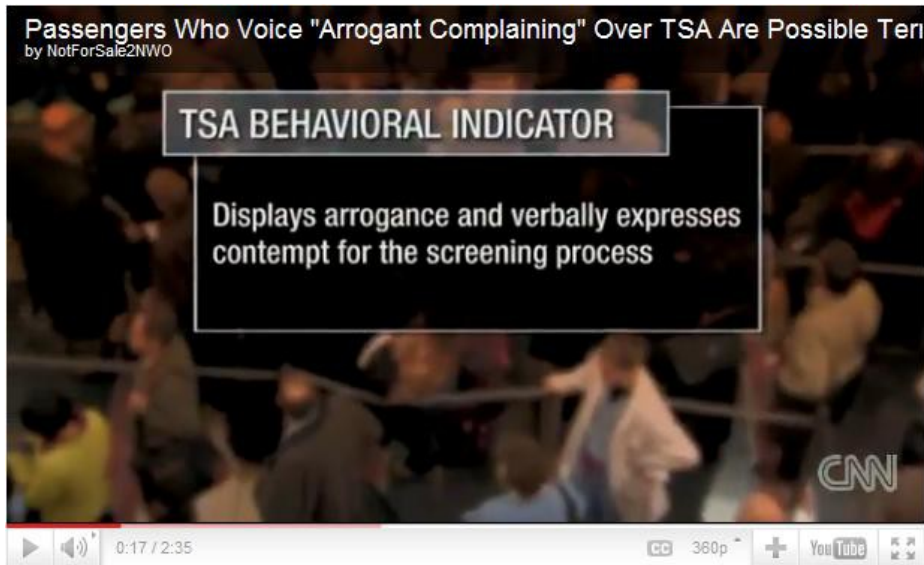 Passengers Who Voice "Arrogant Complaining" Over TSA Are Possible Teri
by NotForSale2NWO
TSA BEHAVIORAL INDICATOR
Displays arrogance and verbally expresses
contempt for the screening process
CNN
0:17 / 2:35
CC
360p
YouTube